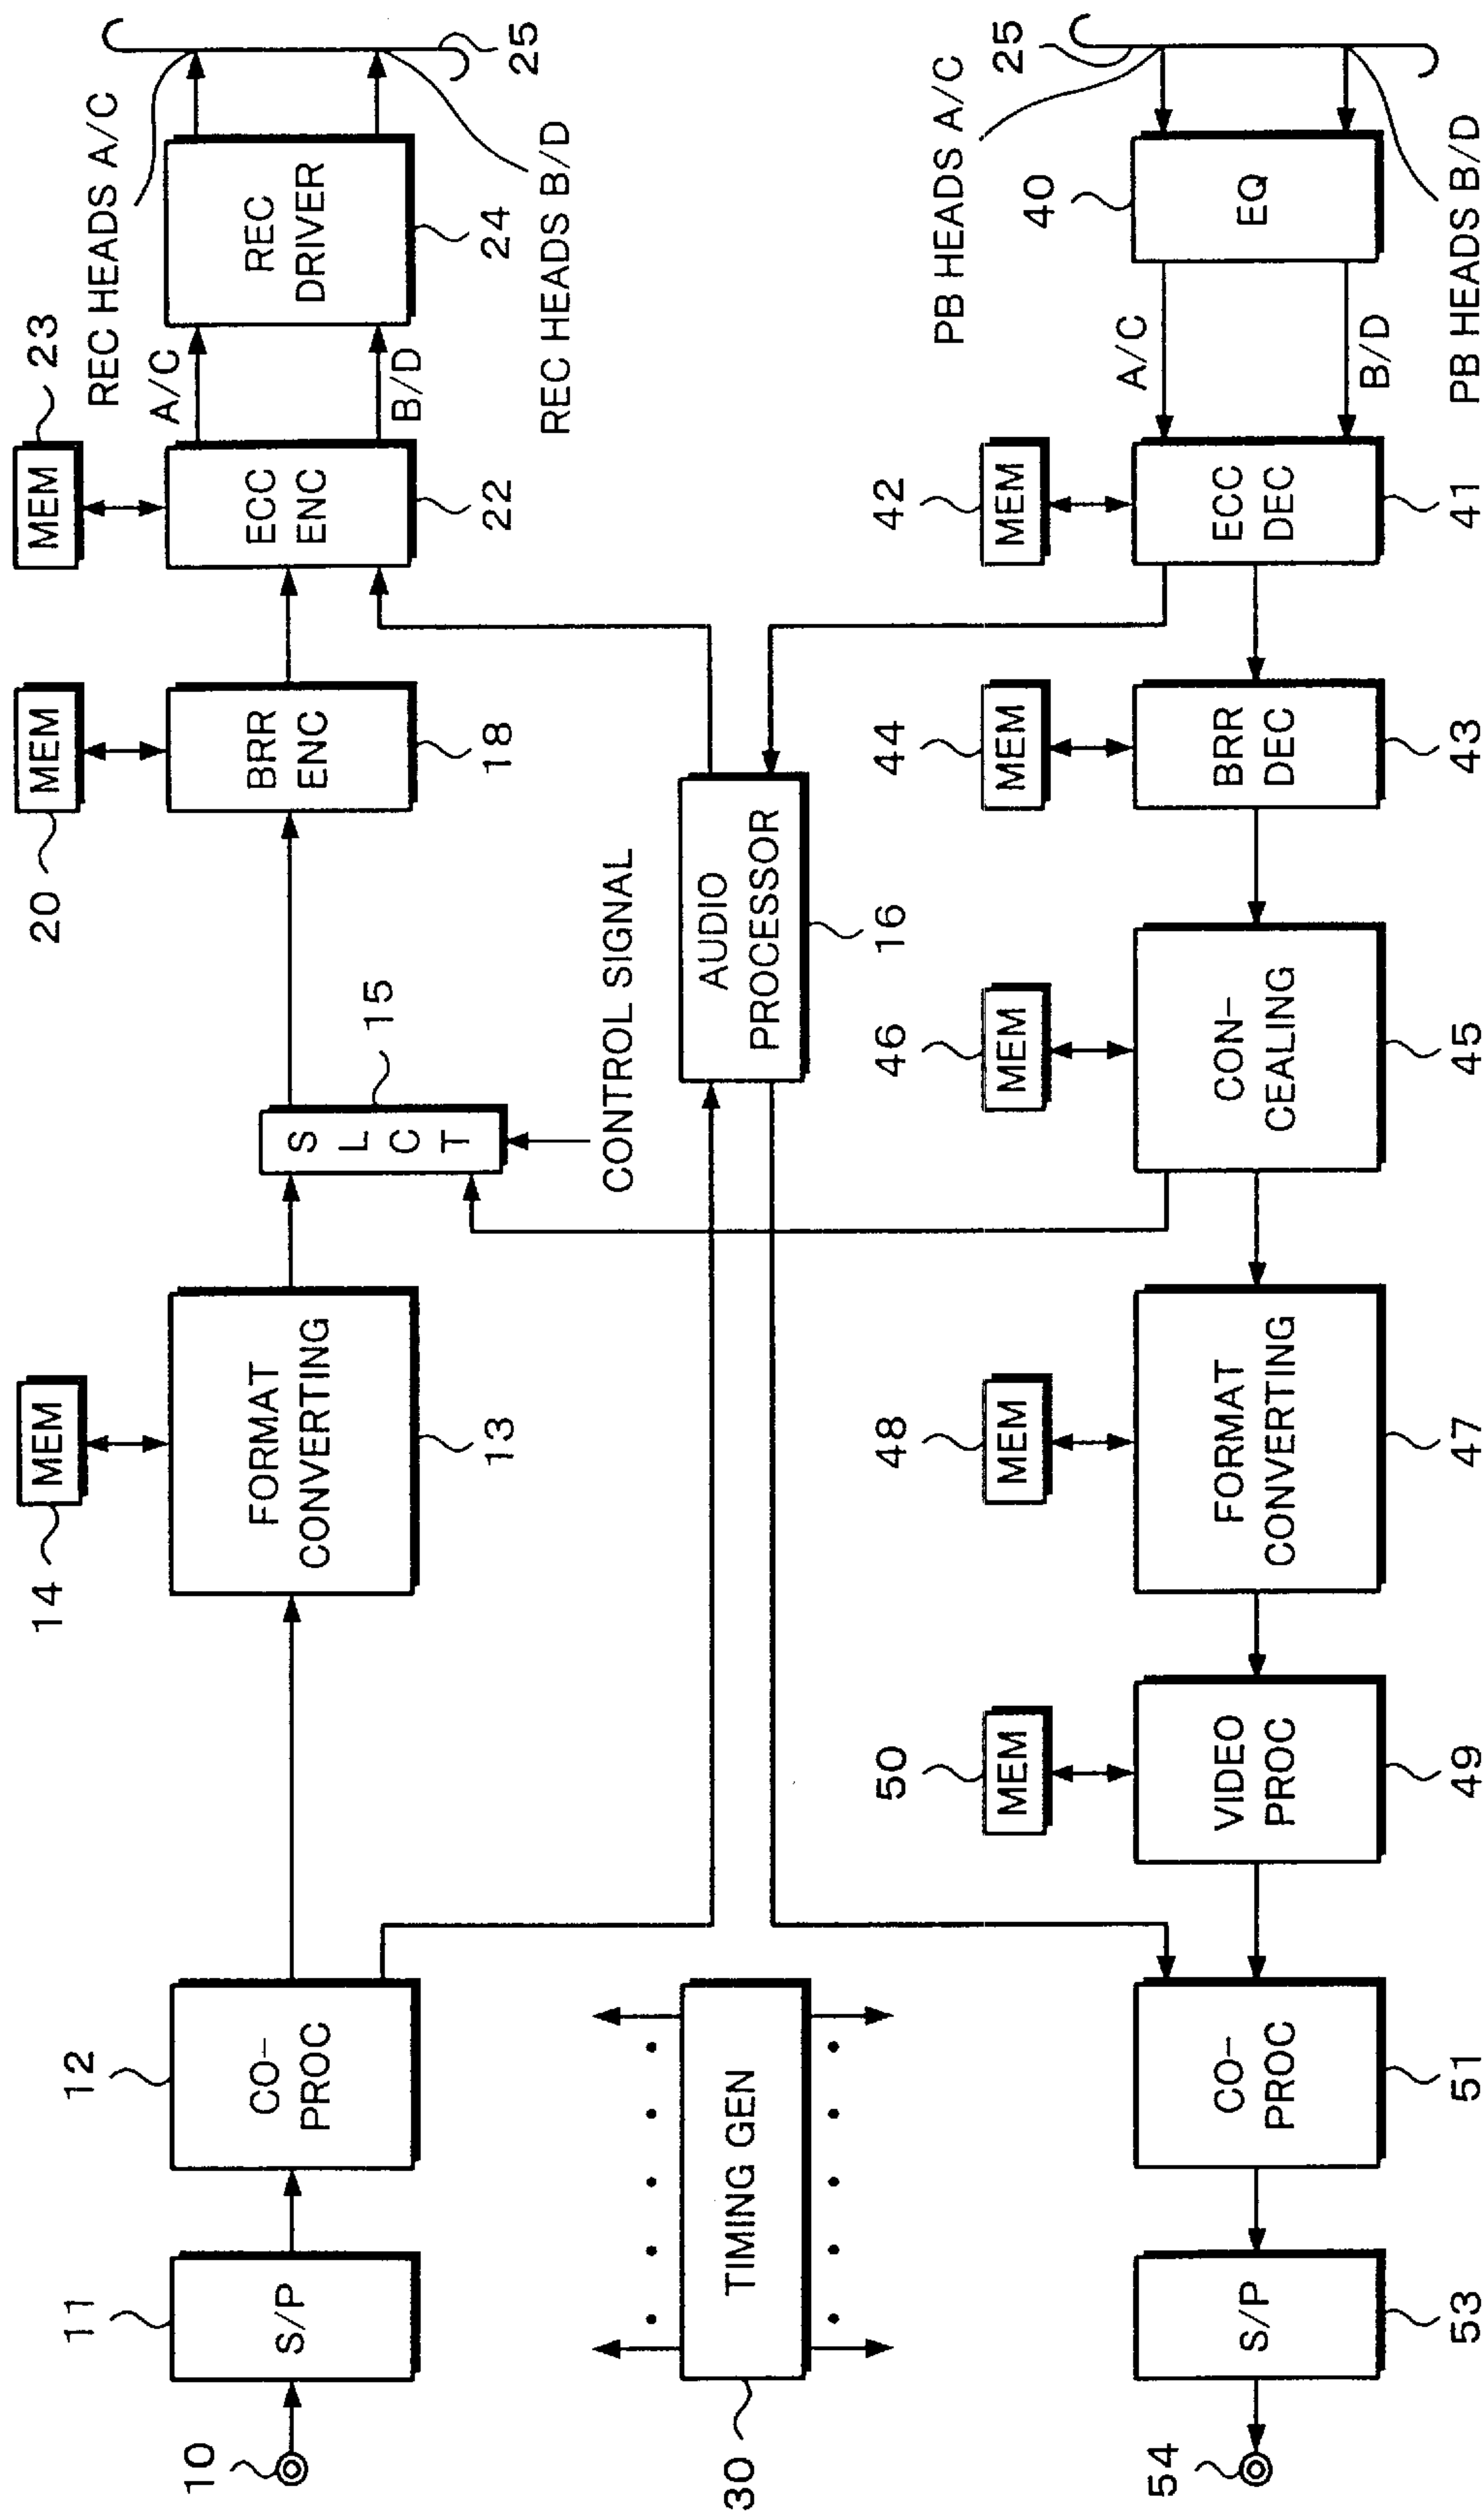 10
11
S/P
12
CO-
PROC
14
MEM
FORMAT
CONVERTING
13
S
L
C
T
15
CONTROL SIGNAL
20
MEM
BRR
ENC
18
MEM
23
ECC
ENC
22
A/C
B/D
REC HEADS A/C
REC
DRIVER
24
REC HEADS B/D
25
30
TIMING GEN
AUDIO
PROCESSOR
16
54
S/P
53
CO-
PROC
51
50
MEM
VIDEO
PROC
49
48
MEM
FORMAT
CONVERTING
47
46
MEM
CON-
CEALING
45
44
MEM
BRR
DEC
43
42
MEM
ECC
DEC
41
A/C
B/D
40
EQ
PB HEADS A/C
PB HEADS B/D
25